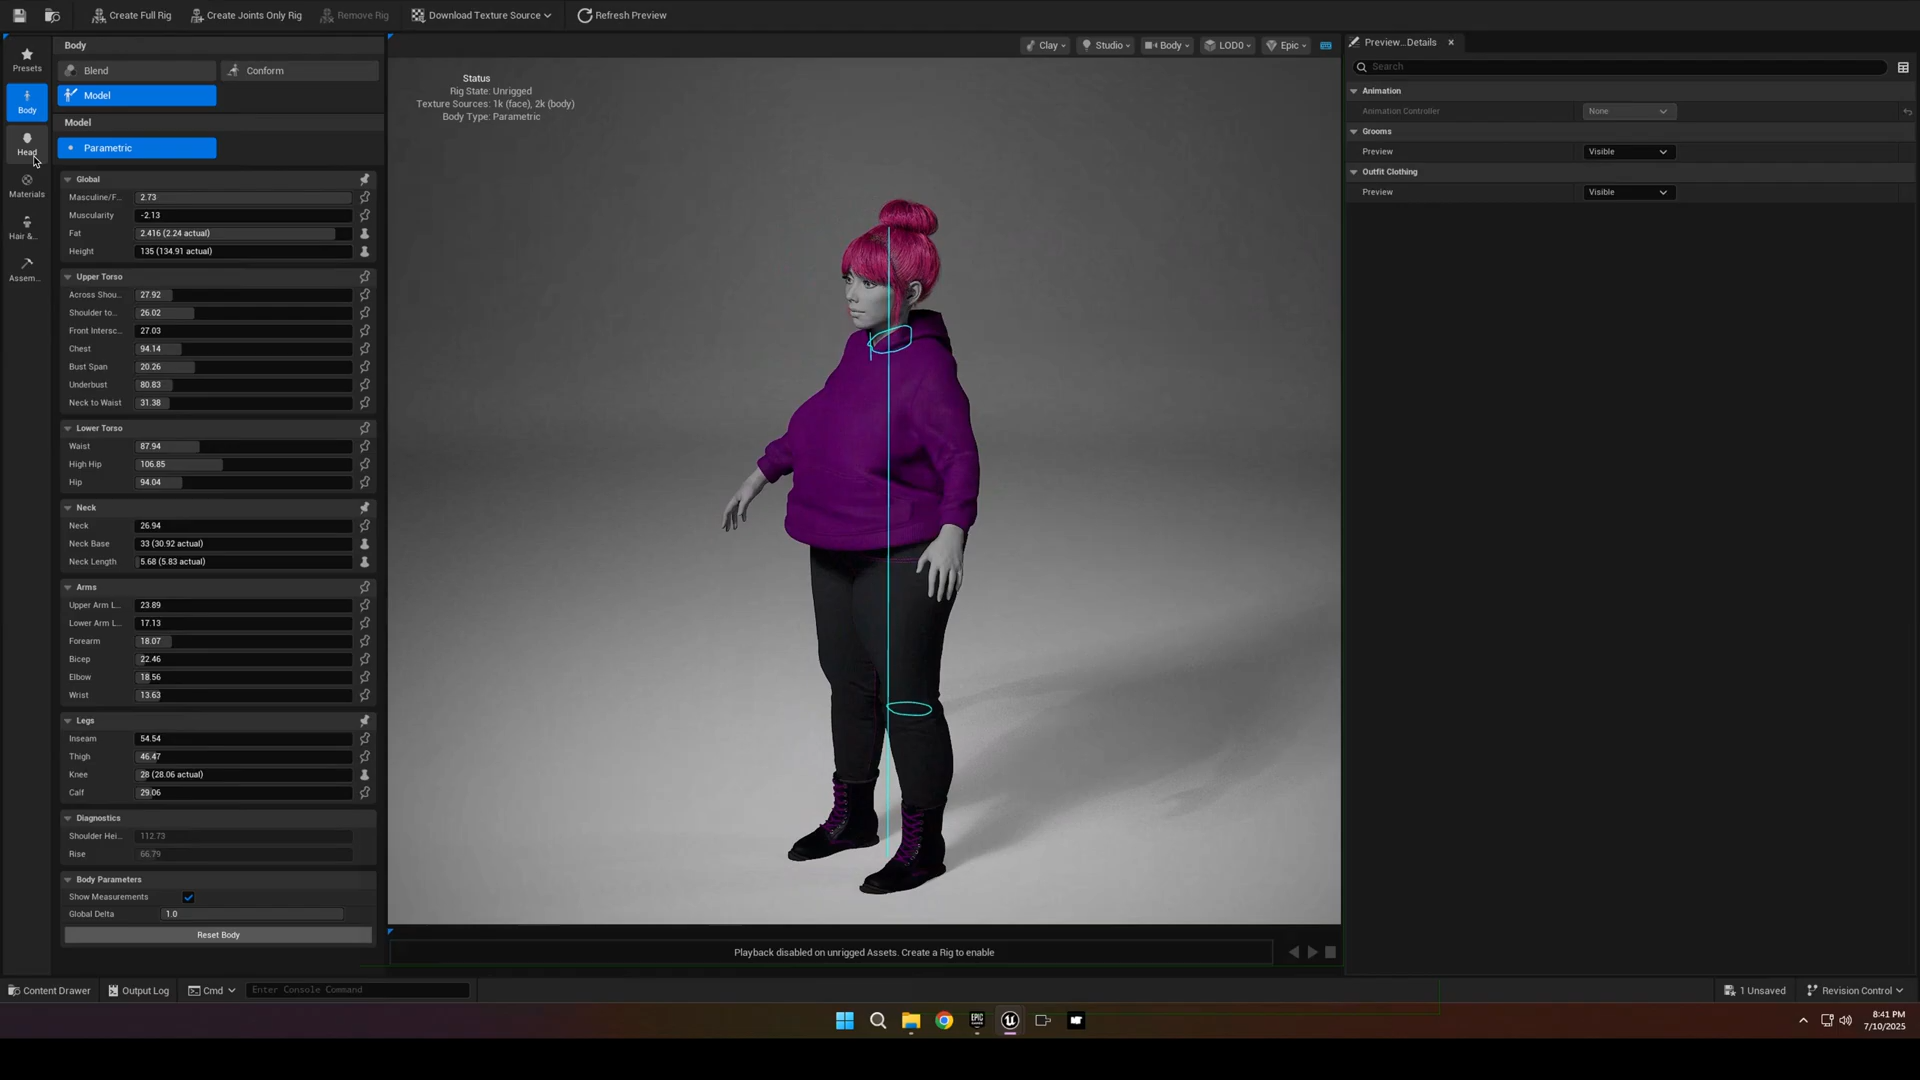 Create Full Rig
Create Joints Only Rig
Remove Rig
Download Texture Source
Refresh Preview
Presets
Body
Head
Materials
Hair &...
Assem...
Body
Blend
Conform
Model
Model
Parametric
Global
Masculine/F... 2.73
Muscularity -2.13
Fat 2.416 (2.24 actual)
Height 135 (134.91 actual)
Upper Torso
Across Shou... 27.92
Shoulder to... 26.02
Front Intersc... 27.03
Chest 94.14
Bust Span 20.26
Underbust 80.83
Neck to Waist 31.38
Lower Torso
Waist 87.94
High Hip 106.85
Hip 94.04
Neck
Neck 26.94
Neck Base 33 (30.92 actual)
Neck Length 5.68 (5.83 actual)
Arms
Upper Arm L... 23.89
Lower Arm L... 17.13
Forearm 18.07
Bicep 22.46
Elbow 18.56
Wrist 13.63
Legs
Inseam 54.54
Thigh 46.47
Knee 28 (28.06 actual)
Calf 29.06
Diagnostics
Shoulder Hei... 112.73
Rise 66.79
Body Parameters
Show Measurements
Global Delta 1.0
Reset Body
Clay
Studio
Body
LOD0
Epic
Status
Rig State: Unrigged
Texture Sources: 1k (face), 2k (body)
Body Type: Parametric
Playback disabled on unrigged Assets. Create a Rig to enable
Preview...Details
Search
Animation
Animation Controller None
Grooms
Preview Visible
Outfit Clothing
Preview Visible
Content Drawer
Output Log
Cmd
Enter Console Command
1 Unsaved
Revision Control
EPIC
8:41 PM
7/10/2025